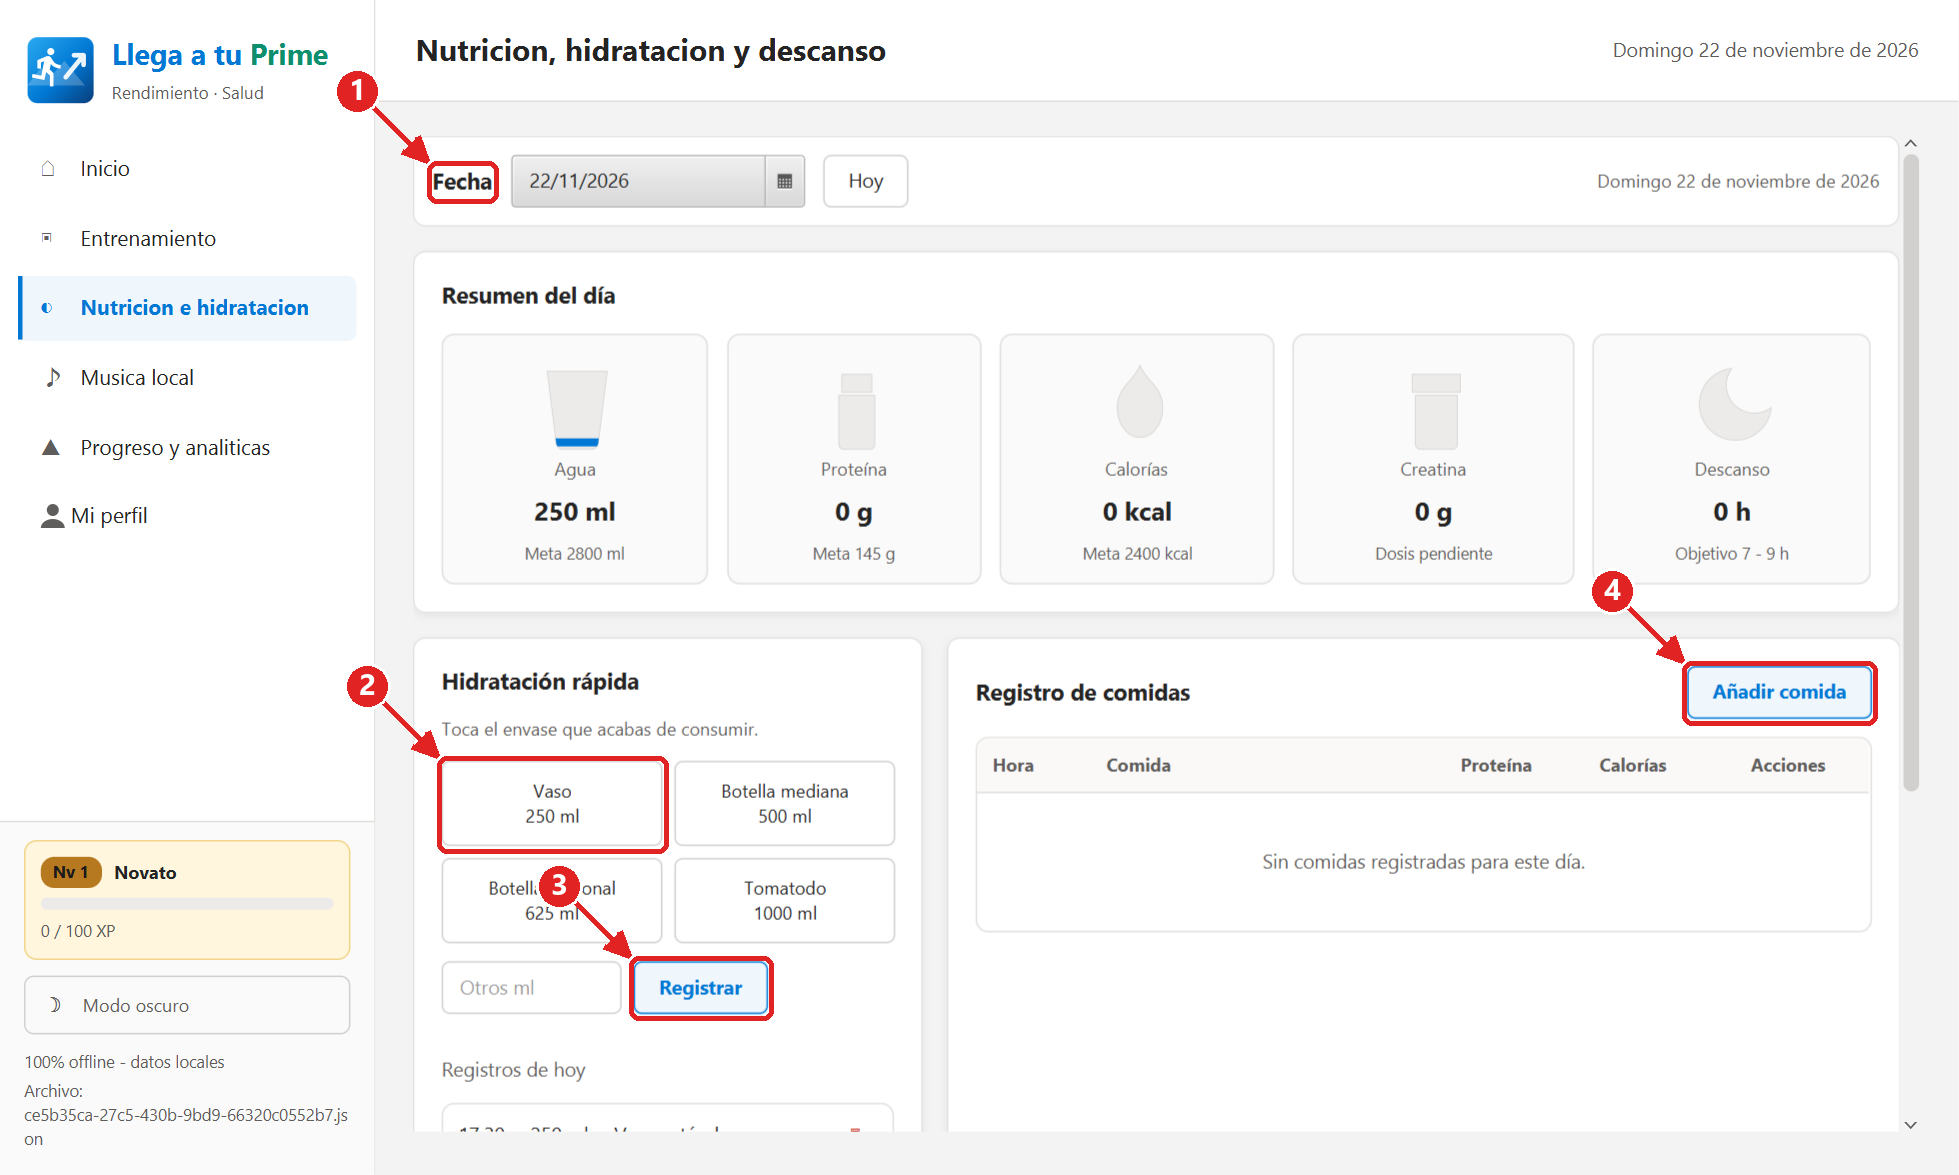 Llega a tu Prime
Rendimiento · Salud
Inicio
Entrenamiento
Nutricion e hidratacion
Musica local
Progreso y analiticas
Mi perfil
Nv 1 Novato
0 / 100 XP
Modo oscuro
100% offline - datos locales
Archivo:
ce5b35ca-27c5-430b-9bd9-66320c0552b7.js
on
Nutricion, hidratacion y descanso
Domingo 22 de noviembre de 2026
1
Fecha 22/11/2026 Hoy Domingo 22 de noviembre de 2026
Resumen del día
Agua
250 ml
Meta 2800 ml
Proteína
0 g
Meta 145 g
Calorías
0 kcal
Meta 2400 kcal
Creatina
0 g
Dosis pendiente
Descanso
0 h
Objetivo 7 - 9 h
2
Hidratación rápida
Toca el envase que acabas de consumir.
Vaso
250 ml
Botella mediana
500 ml
3
625 ml
Tomatodo
1000 ml
Otros ml Registrar
Registros de hoy
4
Registro de comidas Añadir comida
Hora Comida Proteína Calorías Acciones
Sin comidas registradas para este día.